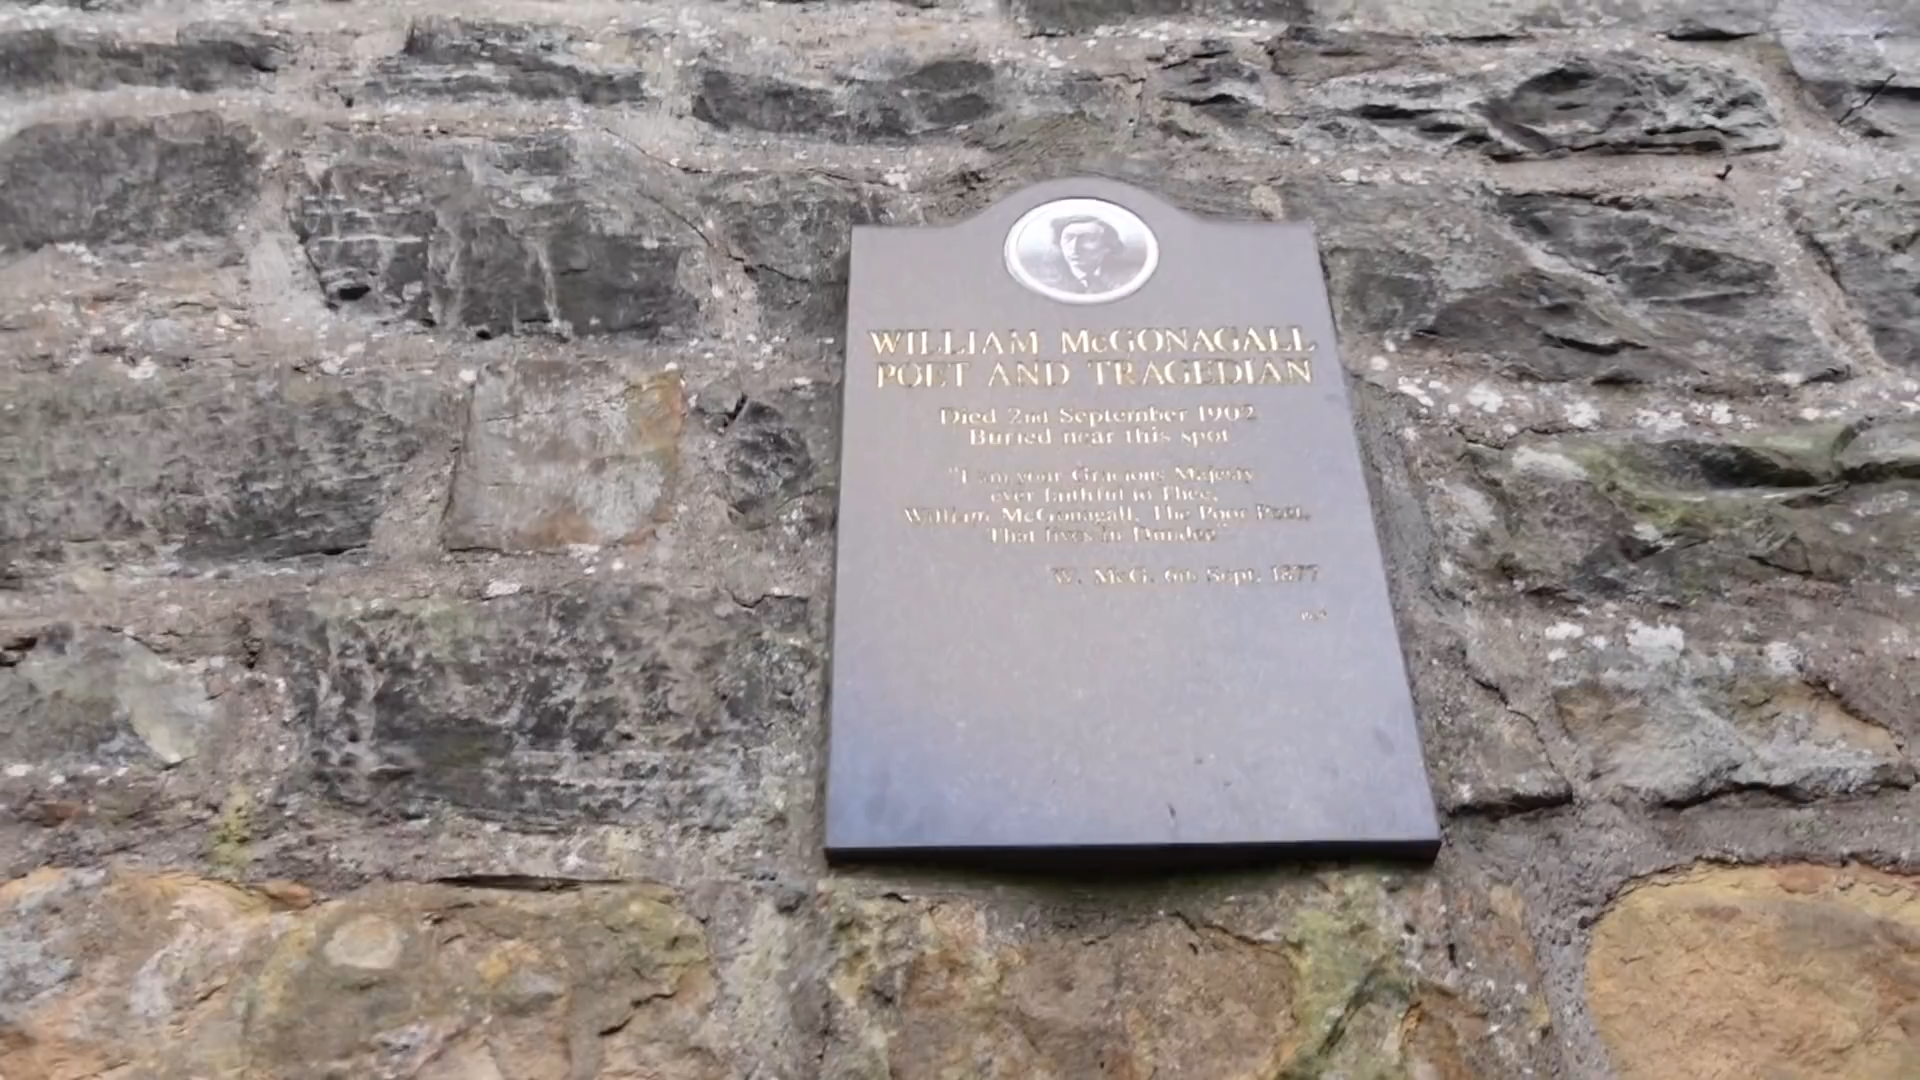 WILLIAM McGONAGALL
POET AND TRAGEDIAN
Died 2nd September 1902
Buried near this spot
"I am your Gracious Majesty
ever faithful to Thee,
William McGonagall, The Poor Poet,
That lives in Dundee"
W. McG. 6th Sept. 1877